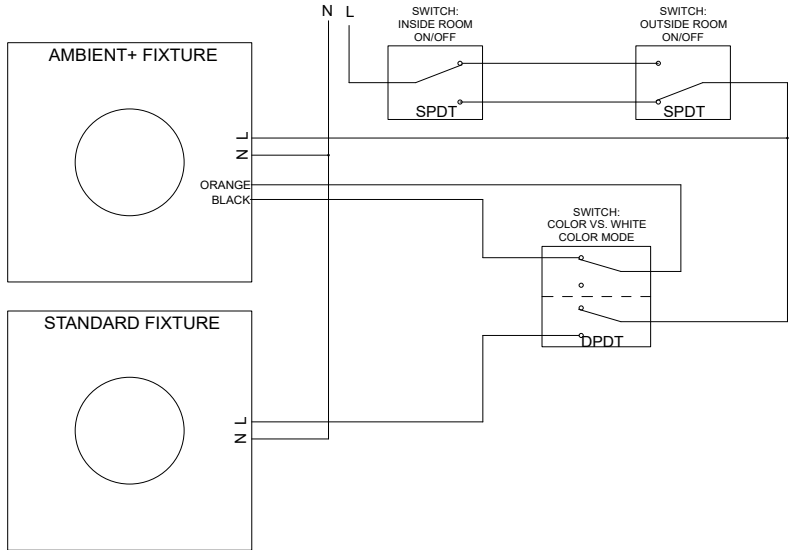 N L
SWITCH:
INSIDE ROOM
ON/OFF
SWITCH:
OUTSIDE ROOM
ON/OFF
AMBIENT+ FIXTURE
SPDT
SPDT
L
N
ORANGE
BLACK
SWITCH:
COLOR VS. WHITE
COLOR MODE
DPDT
STANDARD FIXTURE
L
N